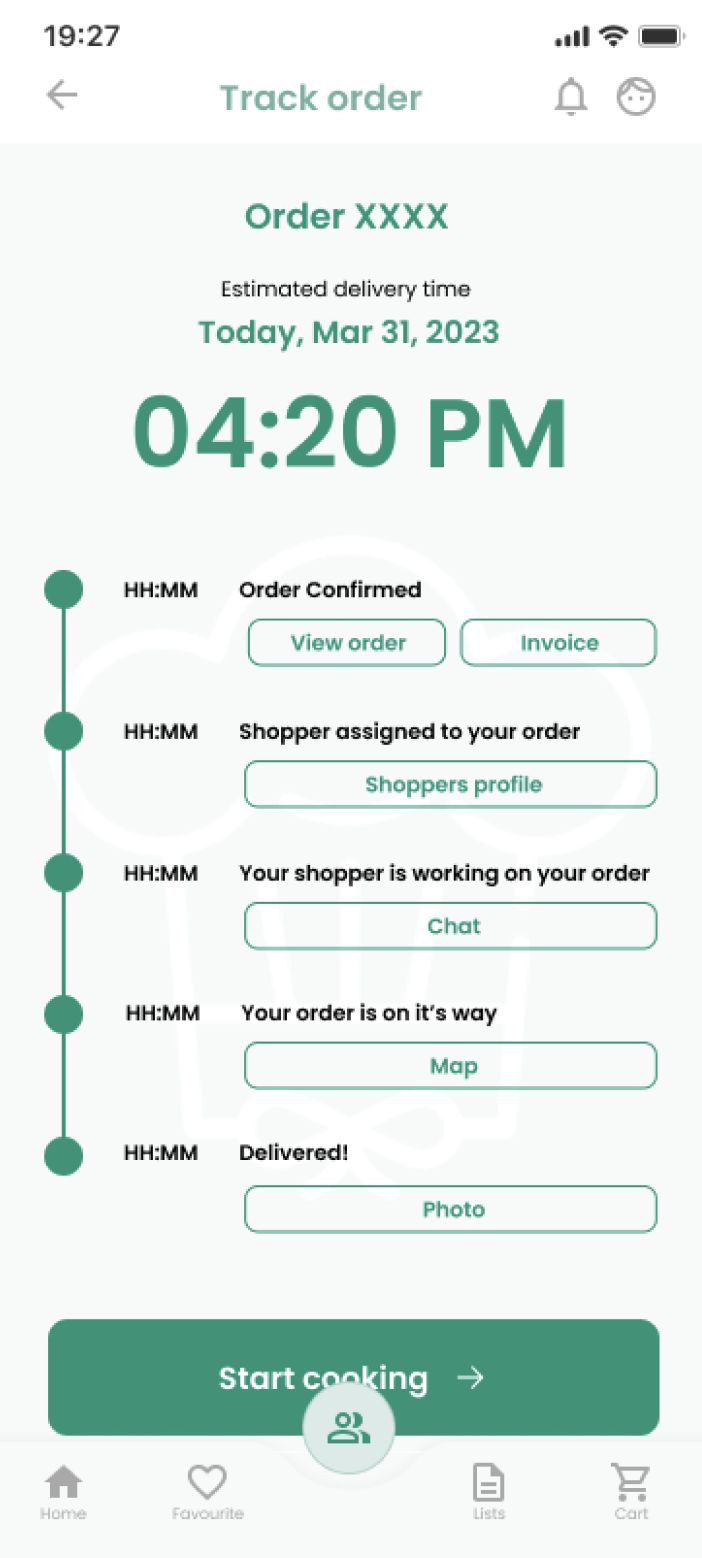 19:27
Track order
Order XXXX
Estimated delivery time
Today, Mar 31, 2023
04:20 PM
HH:MM Order Confirmed
View order Invoice
HH:MM Shopper assigned to your order
Shoppers profile
HH:MM Your shopper is working on your order
Chat
HH:MM Your order is on it’s way
Map
HH:MM Delivered!
Photo
Start cooking
Home Favourite Lists Cart